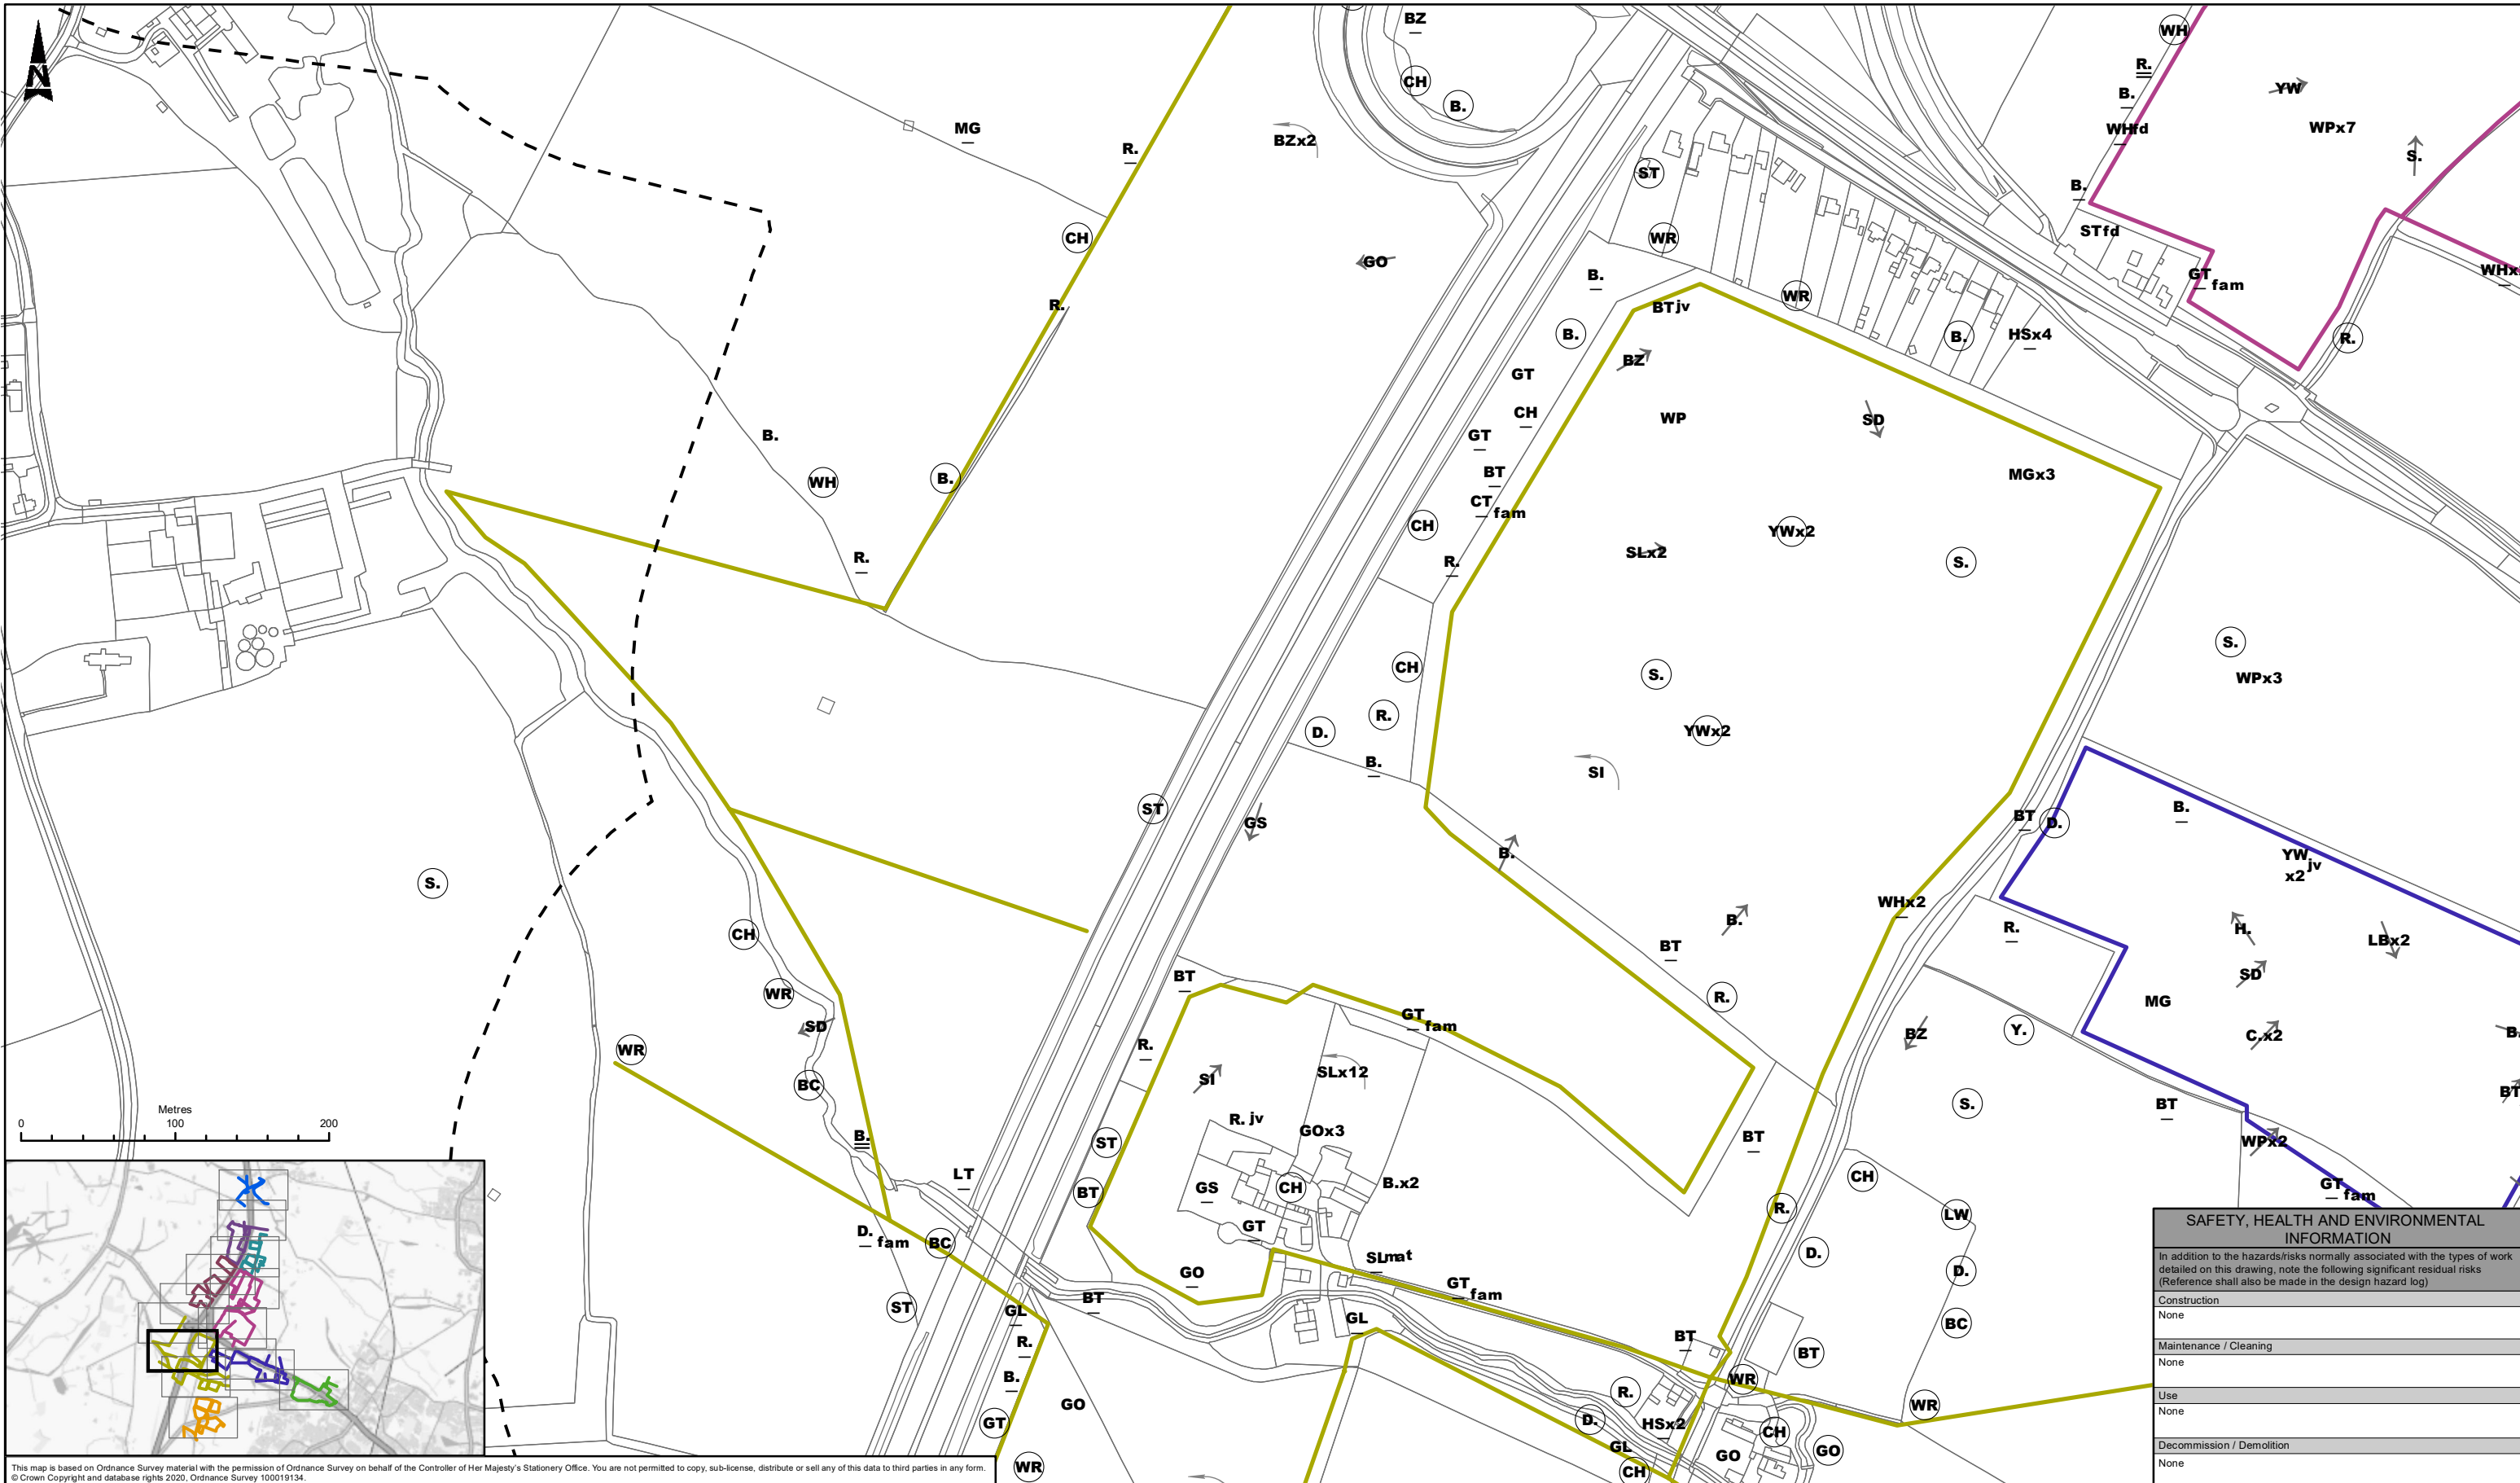 N
BZ
WH
CH
R.
YW
B.
B.
MG
BZx2
WHfd
WPx7
R.
S.
ST
B.
CH
WR
STfd
GO
GT
fam
B.
WR
R.
BTjv
B.
B.
HSx4
R.
BZ
GT
CH
WP
SD
B.
GT
BT
MGx3
WH
B.
CT
fam
CH
YWx2
R.
R.
SLx2
S.
S.
CH
S.
WPx3
R.
D.
YWx2
B.
SI
ST
GS
BT
D.
B.
B.
YW
jv
x2
S.
WHx2
CH
B.
R.
H.
LBx2
BT
SD
WR
BT
R.
MG
SD
GT
fam
BZ
Y.
C.x2
WR
R.
BC
SI
SLx12
S.
BT
Metres
0
100
200
R. jv
GOx3
B.
ST
BT
WPx2
LT
BT
GS
CH
B.x2
CH
GT
fam
R.
LW
D.
fam
BC
GT
D.
SLmat
GO
D.
GT
fam
ST
BT
GL
GL
BC
R.
BT
BT
B.
WR
GO
R.
WR
GT
D.
HSx2
CH
GL
GO
GO
WR
CH
SAFETY, HEALTH AND ENVIRONMENTAL
INFORMATION
In addition to the hazards/risks normally associated with the types of work
detailed on this drawing, note the following significant residual risks
(Reference shall also be made in the design hazard log)
Construction
None
Maintenance / Cleaning
None
Use
None
Decommission / Demolition
None
This map is based on Ordnance Survey material with the permission of Ordnance Survey on behalf of the Controller of Her Majesty's Stationery Office. You are not permitted to copy, sub-license, distribute or sell any of this data to third parties in any form.
© Crown Copyright and database rights 2020, Ordnance Survey 100019134.